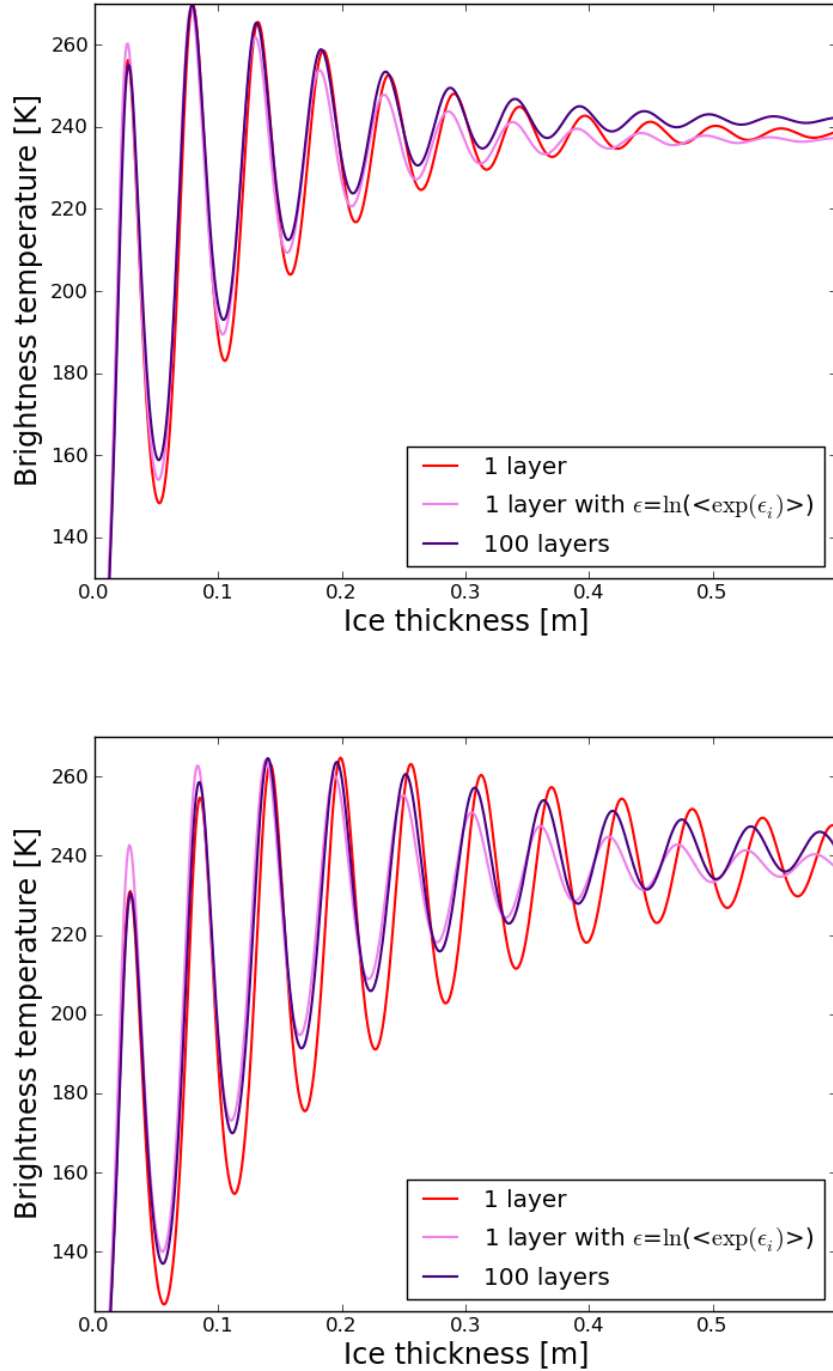 260
240
220
200
180
160
140
Brightness temperature [K]
0.0 0.1 0.2 0.3 0.4 0.5
Ice thickness [m]
1 layer
1 layer with ϵ=ln(<exp(ϵᵢ)>)
100 layers
260
240
220
200
180
160
140
Brightness temperature [K]
0.0 0.1 0.2 0.3 0.4 0.5
Ice thickness [m]
1 layer
1 layer with ϵ=ln(<exp(ϵᵢ)>)
100 layers